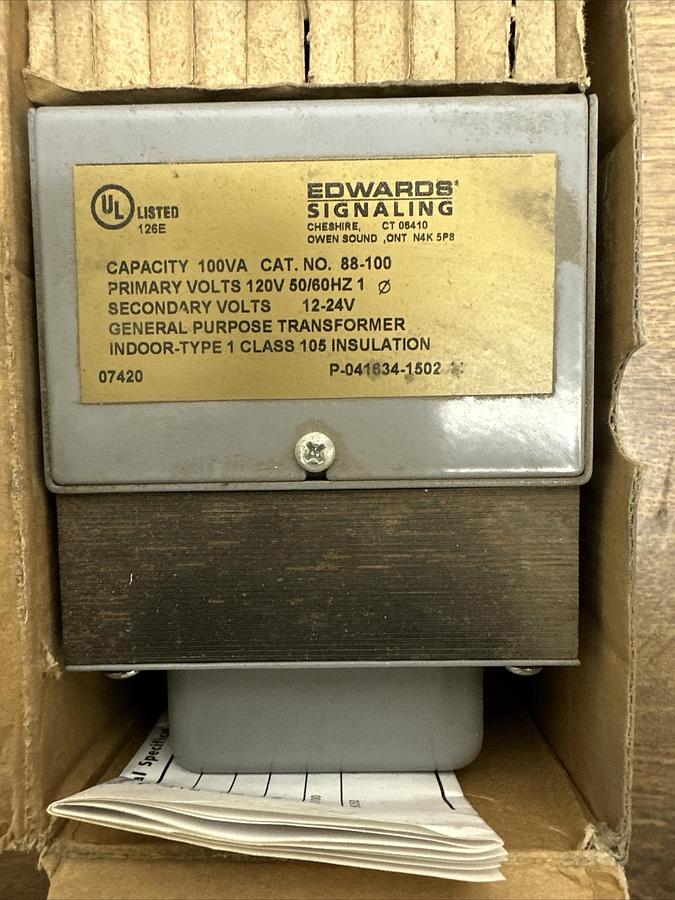 UL LISTED
126E
EDWARDS
SIGNALING
CHESHIRE, CT 06410
OWEN SOUND ,ONT N4K 5P8
CAPACITY 100VA CAT. NO. 88-100
PRIMARY VOLTS 120V 50/60HZ 1 Ø
SECONDARY VOLTS 12-24V
GENERAL PURPOSE TRANSFORMER
INDOOR-TYPE 1 CLASS 105 INSULATION
07420 P-041634-1502